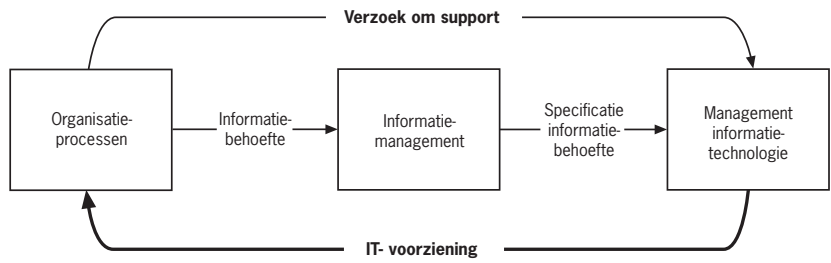 Verzoek om support
Organisatie-
processen
Informatie-
behoefte
Informatie-
management
Specificatie
informatie-
behoefte
Management
informatie-
technologie
IT- voorziening